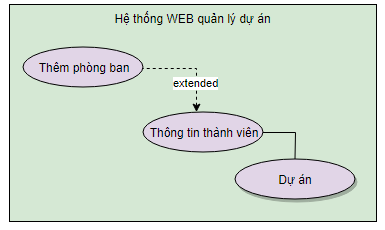 Hệ thống WEB quản lý dự án
Thêm phòng ban
extended
Thông tin thành viên
Dự án